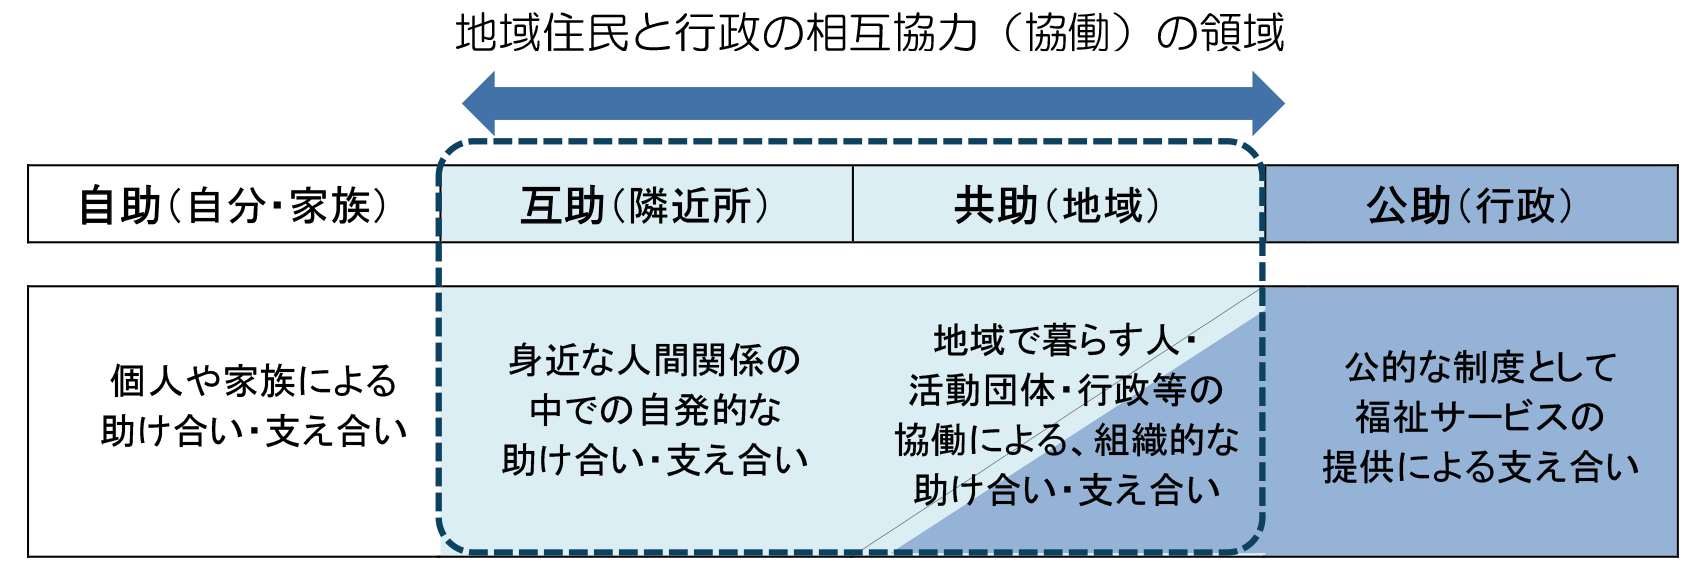 地域住民と行政の相互協力（協働）の領域
自助（自分・家族）
互助（隣近所）
共助（地域）
公助（行政）
個人や家族による
助け合い・支え合い
身近な人間関係の
中での自発的な
助け合い・支え合い
地域で暮らす人・
活動団体・行政等の
協働による、組織的な
助け合い・支え合い
公的な制度として
福祉サービスの
提供による支え合い